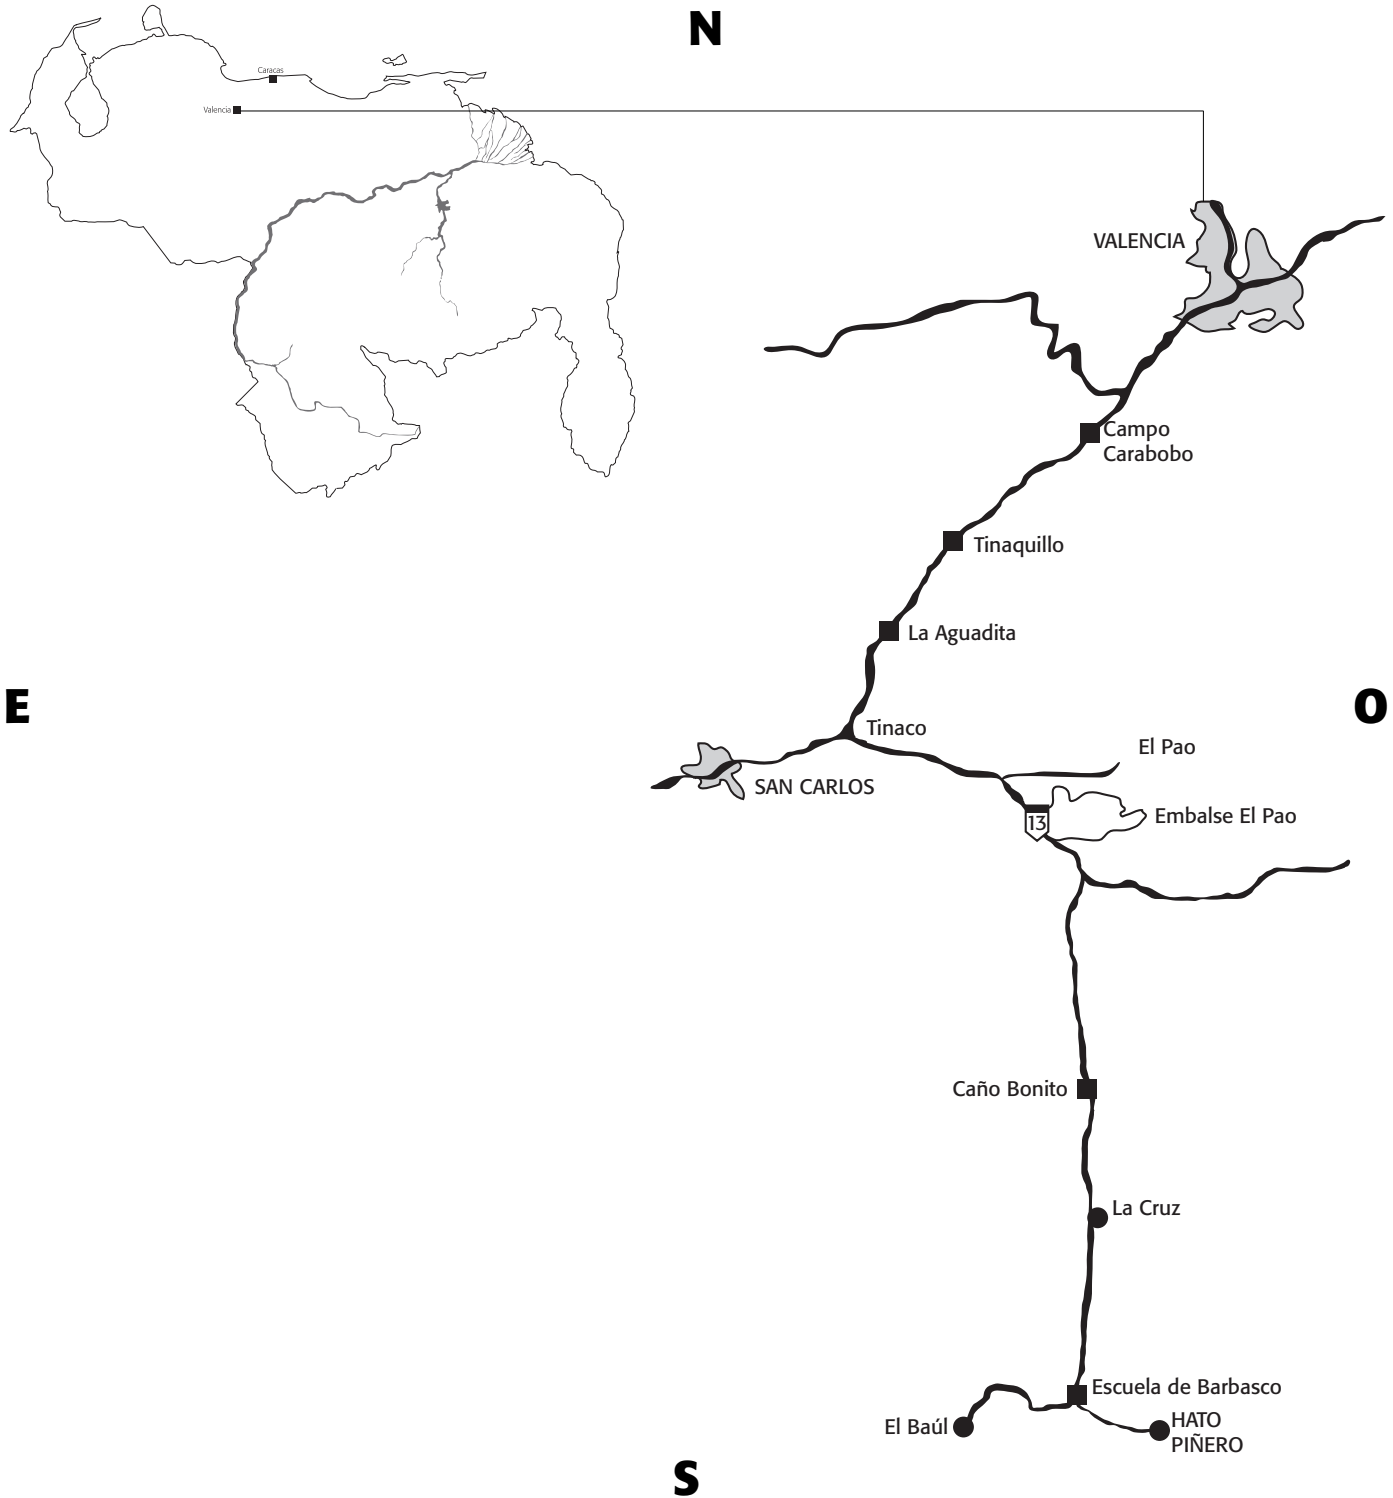 N
Caracas
Valencia
VALENCIA
Campo
Carabobo
Tinaquillo
La Aguadita
E
O
Tinaco
El Pao
SAN CARLOS
13
Embalse El Pao
Caño Bonito
La Cruz
Escuela de Barbasco
El Baúl
HATO
PIÑERO
S